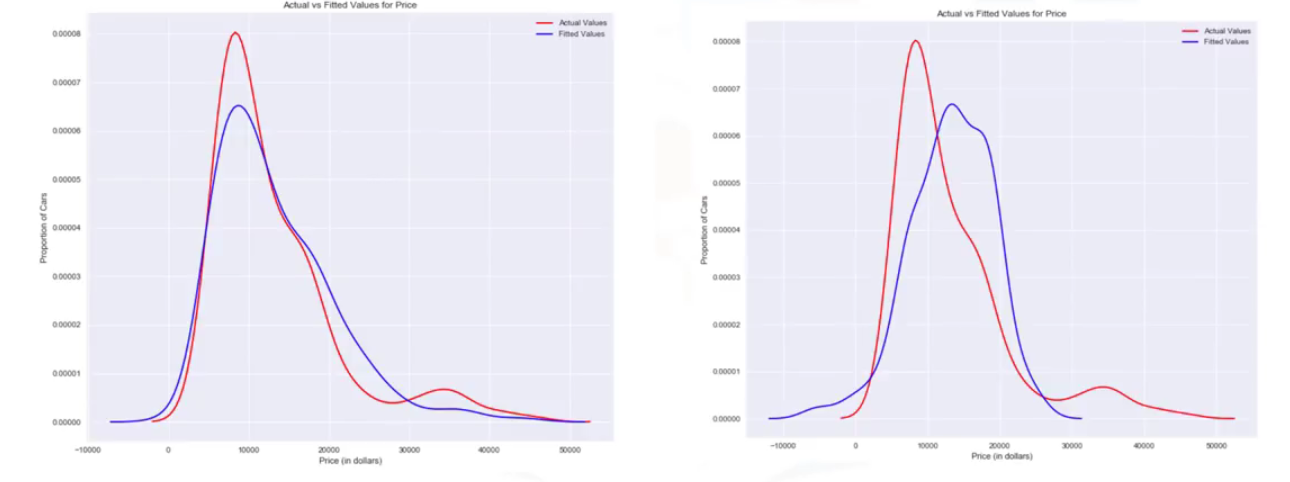 Actual vs Fitted Values for Price
Actual Values
Fitted Values
0.00008
0.00007
0.00006
0.00005
0.00004
0.00003
0.00002
0.00001
0.00000
Proportion of Cars
−10000 0 10000 20000 30000 40000 50000
Price (in dollars)
Actual vs Fitted Values for Price
Actual Values
Fitted Values
0.00008
0.00007
0.00006
0.00005
0.00004
0.00003
0.00002
0.00001
0.00000
Proportion of Cars
−10000 0 10000 20000 30000 40000 50000
Price (in dollars)